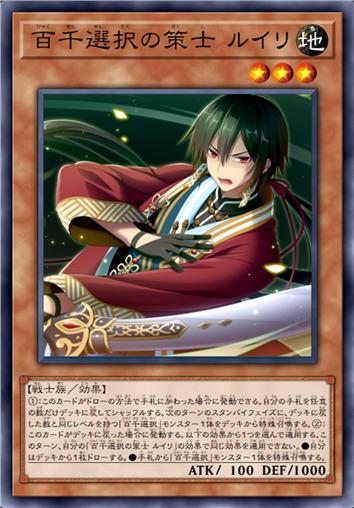 百千選択の策士 ルイリ
地
【戦士族／効果】
①：このカードがドローの方法で手札に加わった場合に発動できる。自分の手札を任意
の数だけデッキに戻してシャッフルする。次のターンのスタンバイフェイズに、デッキに戻
した数と同じレベルを持つ「百千選択」モンスター1体をデッキから特殊召喚する。②：
このカードがデッキに戻った場合に発動する。以下の効果から1つを選んで適用する。こ
のターン、自分の「百千選択の策士 ルイリ」の効果で同じ効果を適用できない。●自分
はデッキから1枚ドローする。●手札から「百千選択」モンスター1体を特殊召喚する。
ATK/ 100 DEF/1000